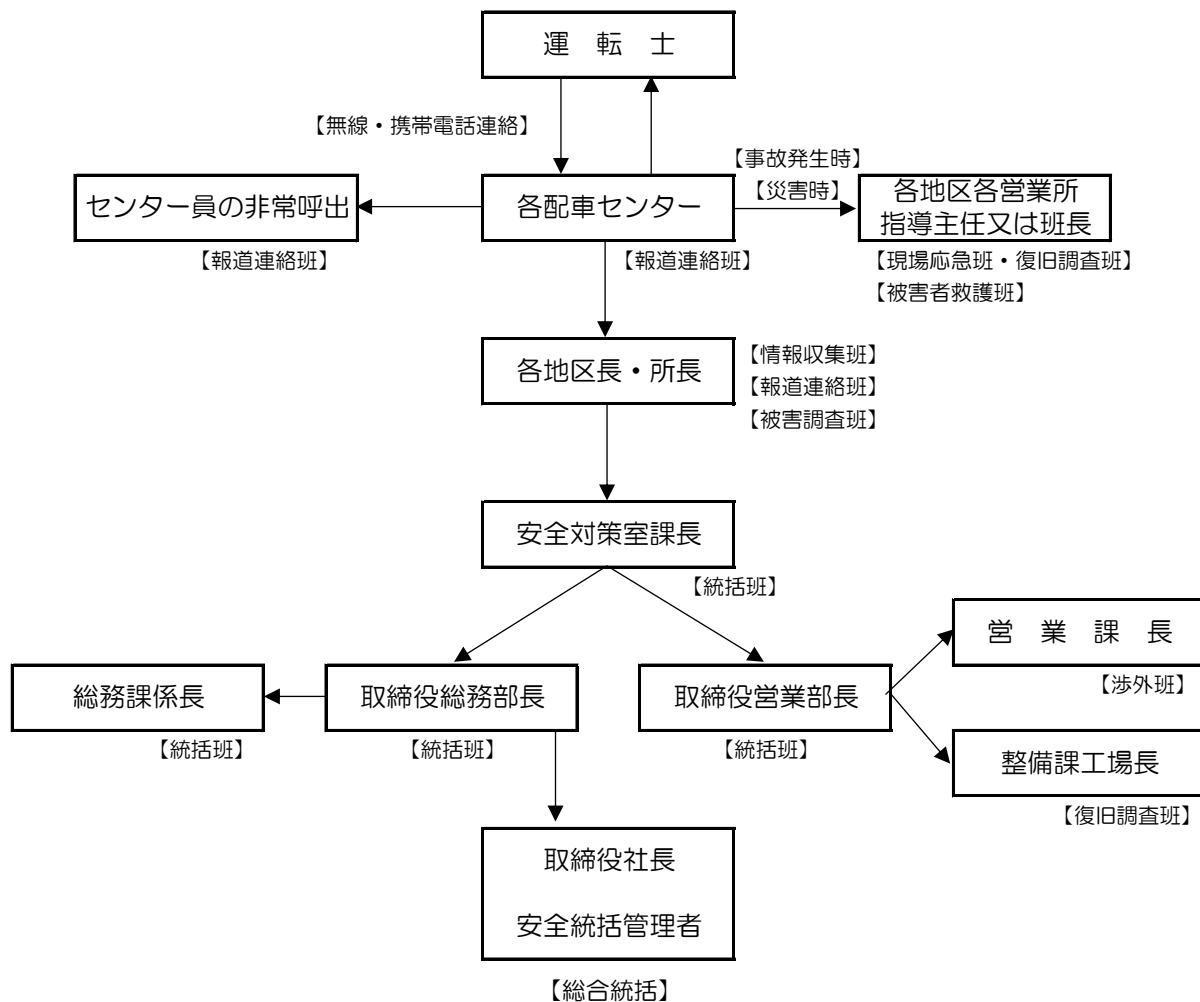 運　転　士
【無線・携帯電話連絡】
【事故発生時】
【災害時】
センター員の非常呼出
各配車センター
各地区各営業所
指導主任又は班長
【報道連絡班】
【報道連絡班】
【現場応急班・復旧調査班】
【被害者救護班】
各地区長・所長
【情報収集班】
【報道連絡班】
【被害調査班】
安全対策室課長
【統括班】
営　業　課　長
【渉外班】
総務課係長
取締役総務部長
取締役営業部長
【統括班】
【統括班】
【統括班】
整備課工場長
【復旧調査班】
取締役社長
安全統括管理者
【総合統括】